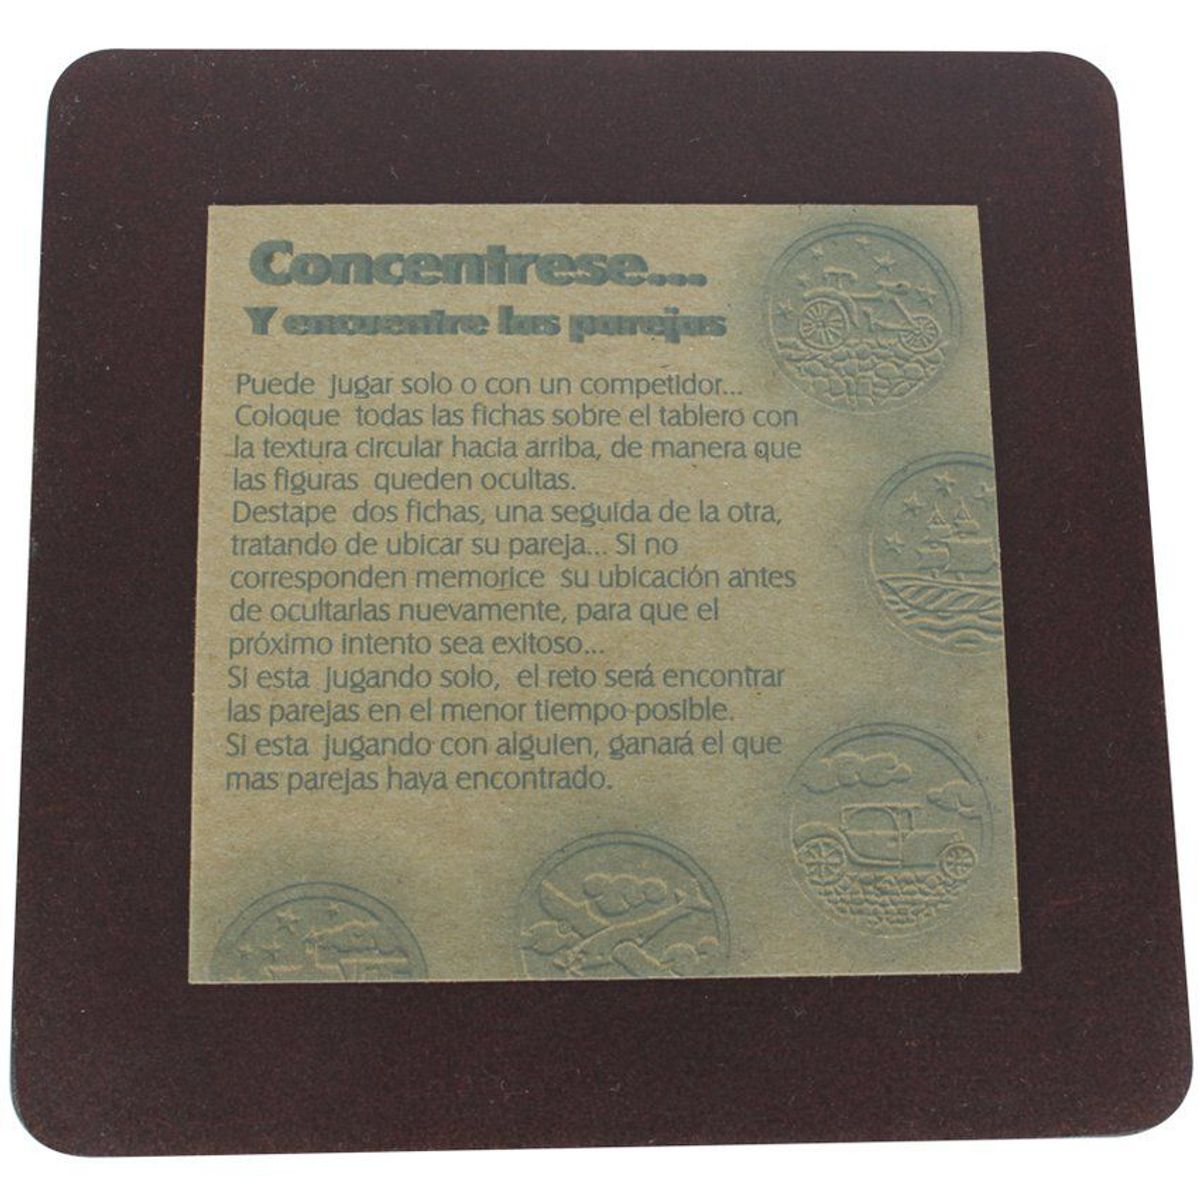 Concentrese....
Y encuentre las parejas
Puede jugar solo o con un competidor...
Coloque todas las fichas sobre el tablero con
la textura circular hacia arriba, de manera que
las figuras queden ocultas.
Destape dos fichas, una seguida de la otra,
tratando de ubicar su pareja... Si no
corresponden memorice su ubicación antes
de ocultarlas nuevamente, para que el
próximo intento sea exitoso...
Si esta jugando solo, el reto será encontrar
las parejas en el menor tiempo posible.
Si esta jugando con alguien, ganará el que
mas parejas haya encontrado.